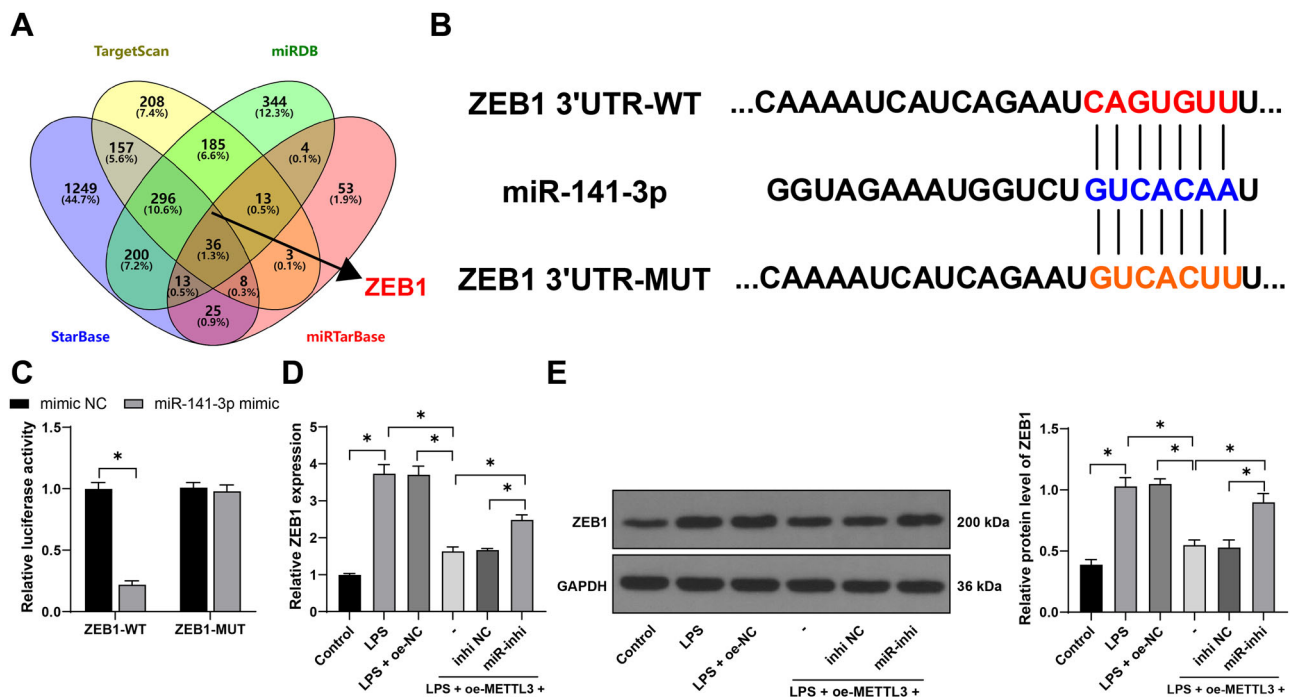 A
TargetScan
miRDB
208
(7.4%)
344
(12.3%)
157
(5.6%)
185
(6.6%)
4
(0.1%)
1249
(44.7%)
296
(10.6%)
13
(0.5%)
53
(1.9%)
200
(7.2%)
36
(1.3%)
3
(0.1%)
13
(0.5%)
8
(0.3%)
25
(0.9%)
ZEB1
StarBase
miRTarBase
B
ZEB1 3'UTR-WT ...CAAAAUCAUCAGAAUCAGUGUUU...
miR-141-3p GGUAGAAAUGGUCUGUCACAAU
ZEB1 3'UTR-MUT ...CAAAAUCAUCAGAAUGUCACUUU...
C
mimic NC miR-141-3p mimic
Relative luciferase activity
1.5
1.0
0.5
0.0
*
ZEB1-WT ZEB1-MUT
D
Relative ZEB1 expression
5
4
3
2
1
0
* * * * *
Control
LPS
LPS + oe-NC
-
inhi NC
miR-inhi
LPS + oe-METTL3 +
E
ZEB1 200 kDa
GAPDH 36 kDa
Control
LPS
LPS + oe-NC
-
inhi NC
miR-inhi
LPS + oe-METTL3 +
Relative protein level of ZEB1
1.5
1.0
0.5
0.0
* * * * *
Control
LPS
LPS + oe-NC
-
inhi NC
miR-inhi
LPS + oe-METTL3 +